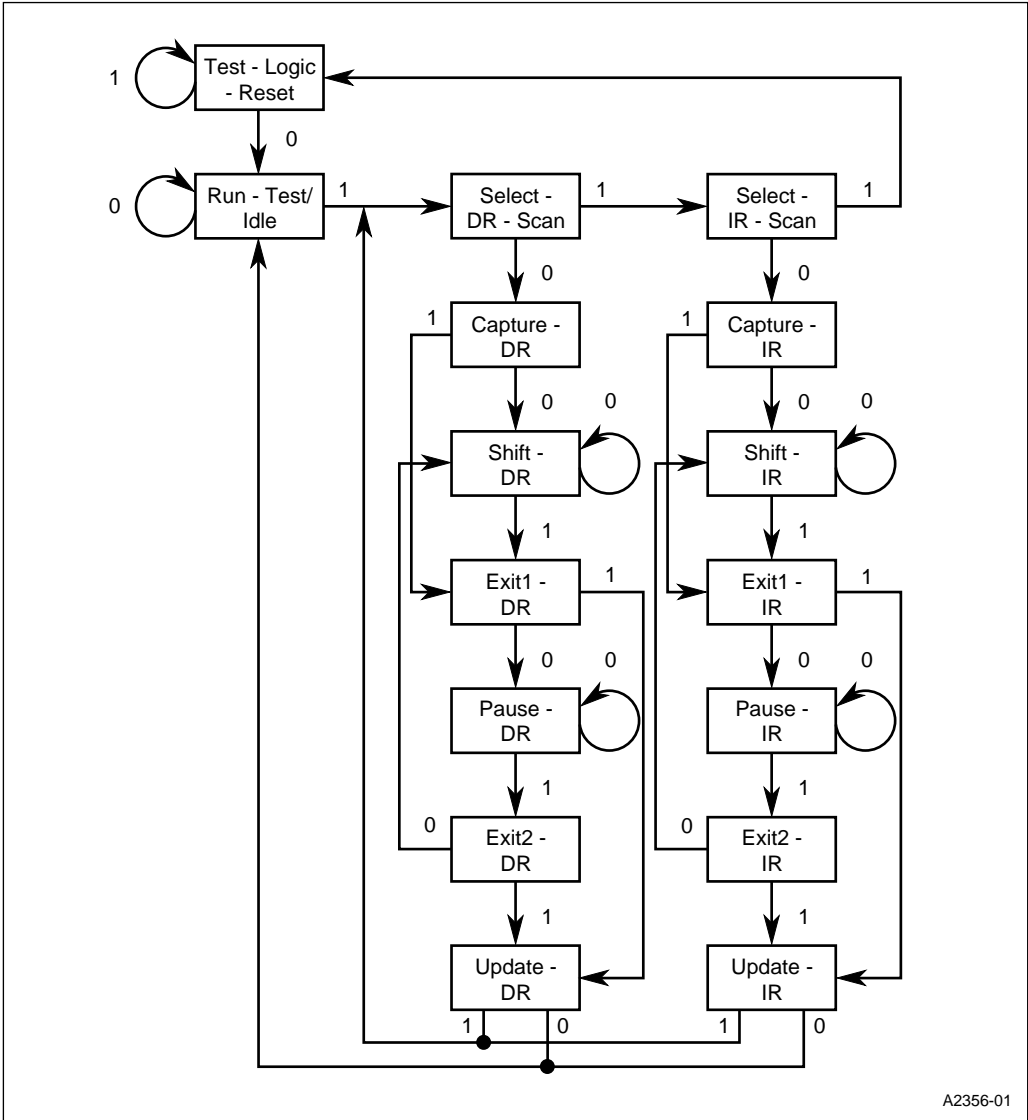 1
Test - Logic
- Reset
0
0
Run - Test/
Idle
1
Select -
DR - Scan
1
Select -
IR - Scan
1
0
0
1
Capture -
DR
1
Capture -
IR
0
0
0
0
Shift -
DR
Shift -
IR
1
1
Exit1 -
DR
1
Exit1 -
IR
1
0
0
0
0
Pause -
DR
Pause -
IR
1
1
0
Exit2 -
DR
0
Exit2 -
IR
1
1
Update -
DR
Update -
IR
1
0
1
0
A2356-01